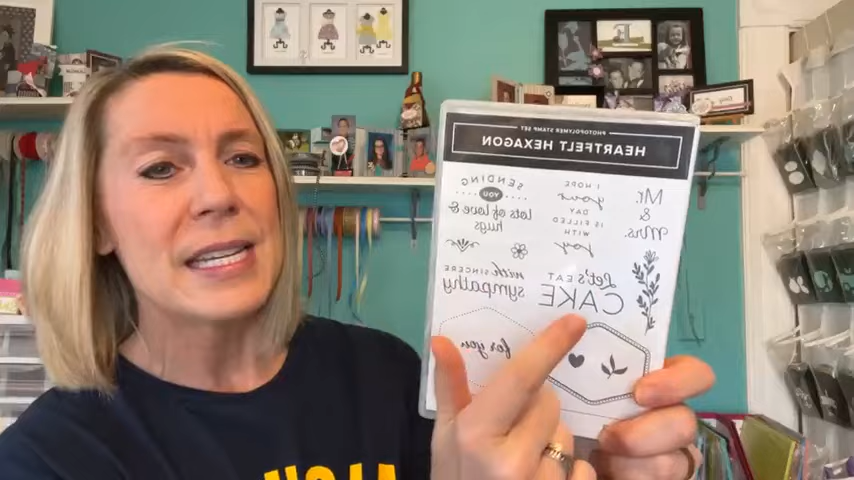 PHOTOPOLYMER STAMP SET
HEARTFELT HEXAGON
Mr.
&
Mrs.
I HOPE
your
DAY
IS FILLED
WITH
joy
SENDING
YOU
lots of love &
hugs
Let's EAT
CAKE
with SINCERE
sympathy
for you